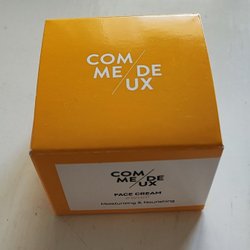 COM
ME/DE
UX
COM
ME/DE
UX
FACE CREAM
Moisturizing & Nourishing